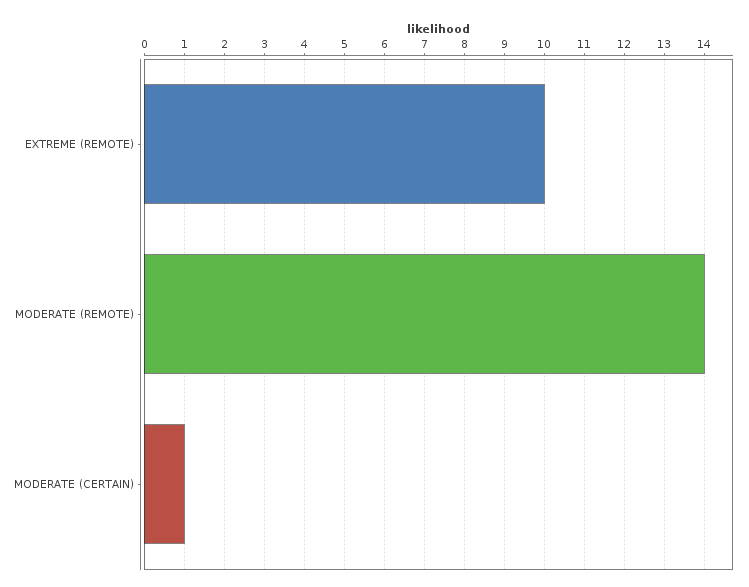 likelihood
0 1 2 3 4 5 6 7 8 9 10 11 12 13 14
EXTREME (REMOTE)
MODERATE (REMOTE)
MODERATE (CERTAIN)